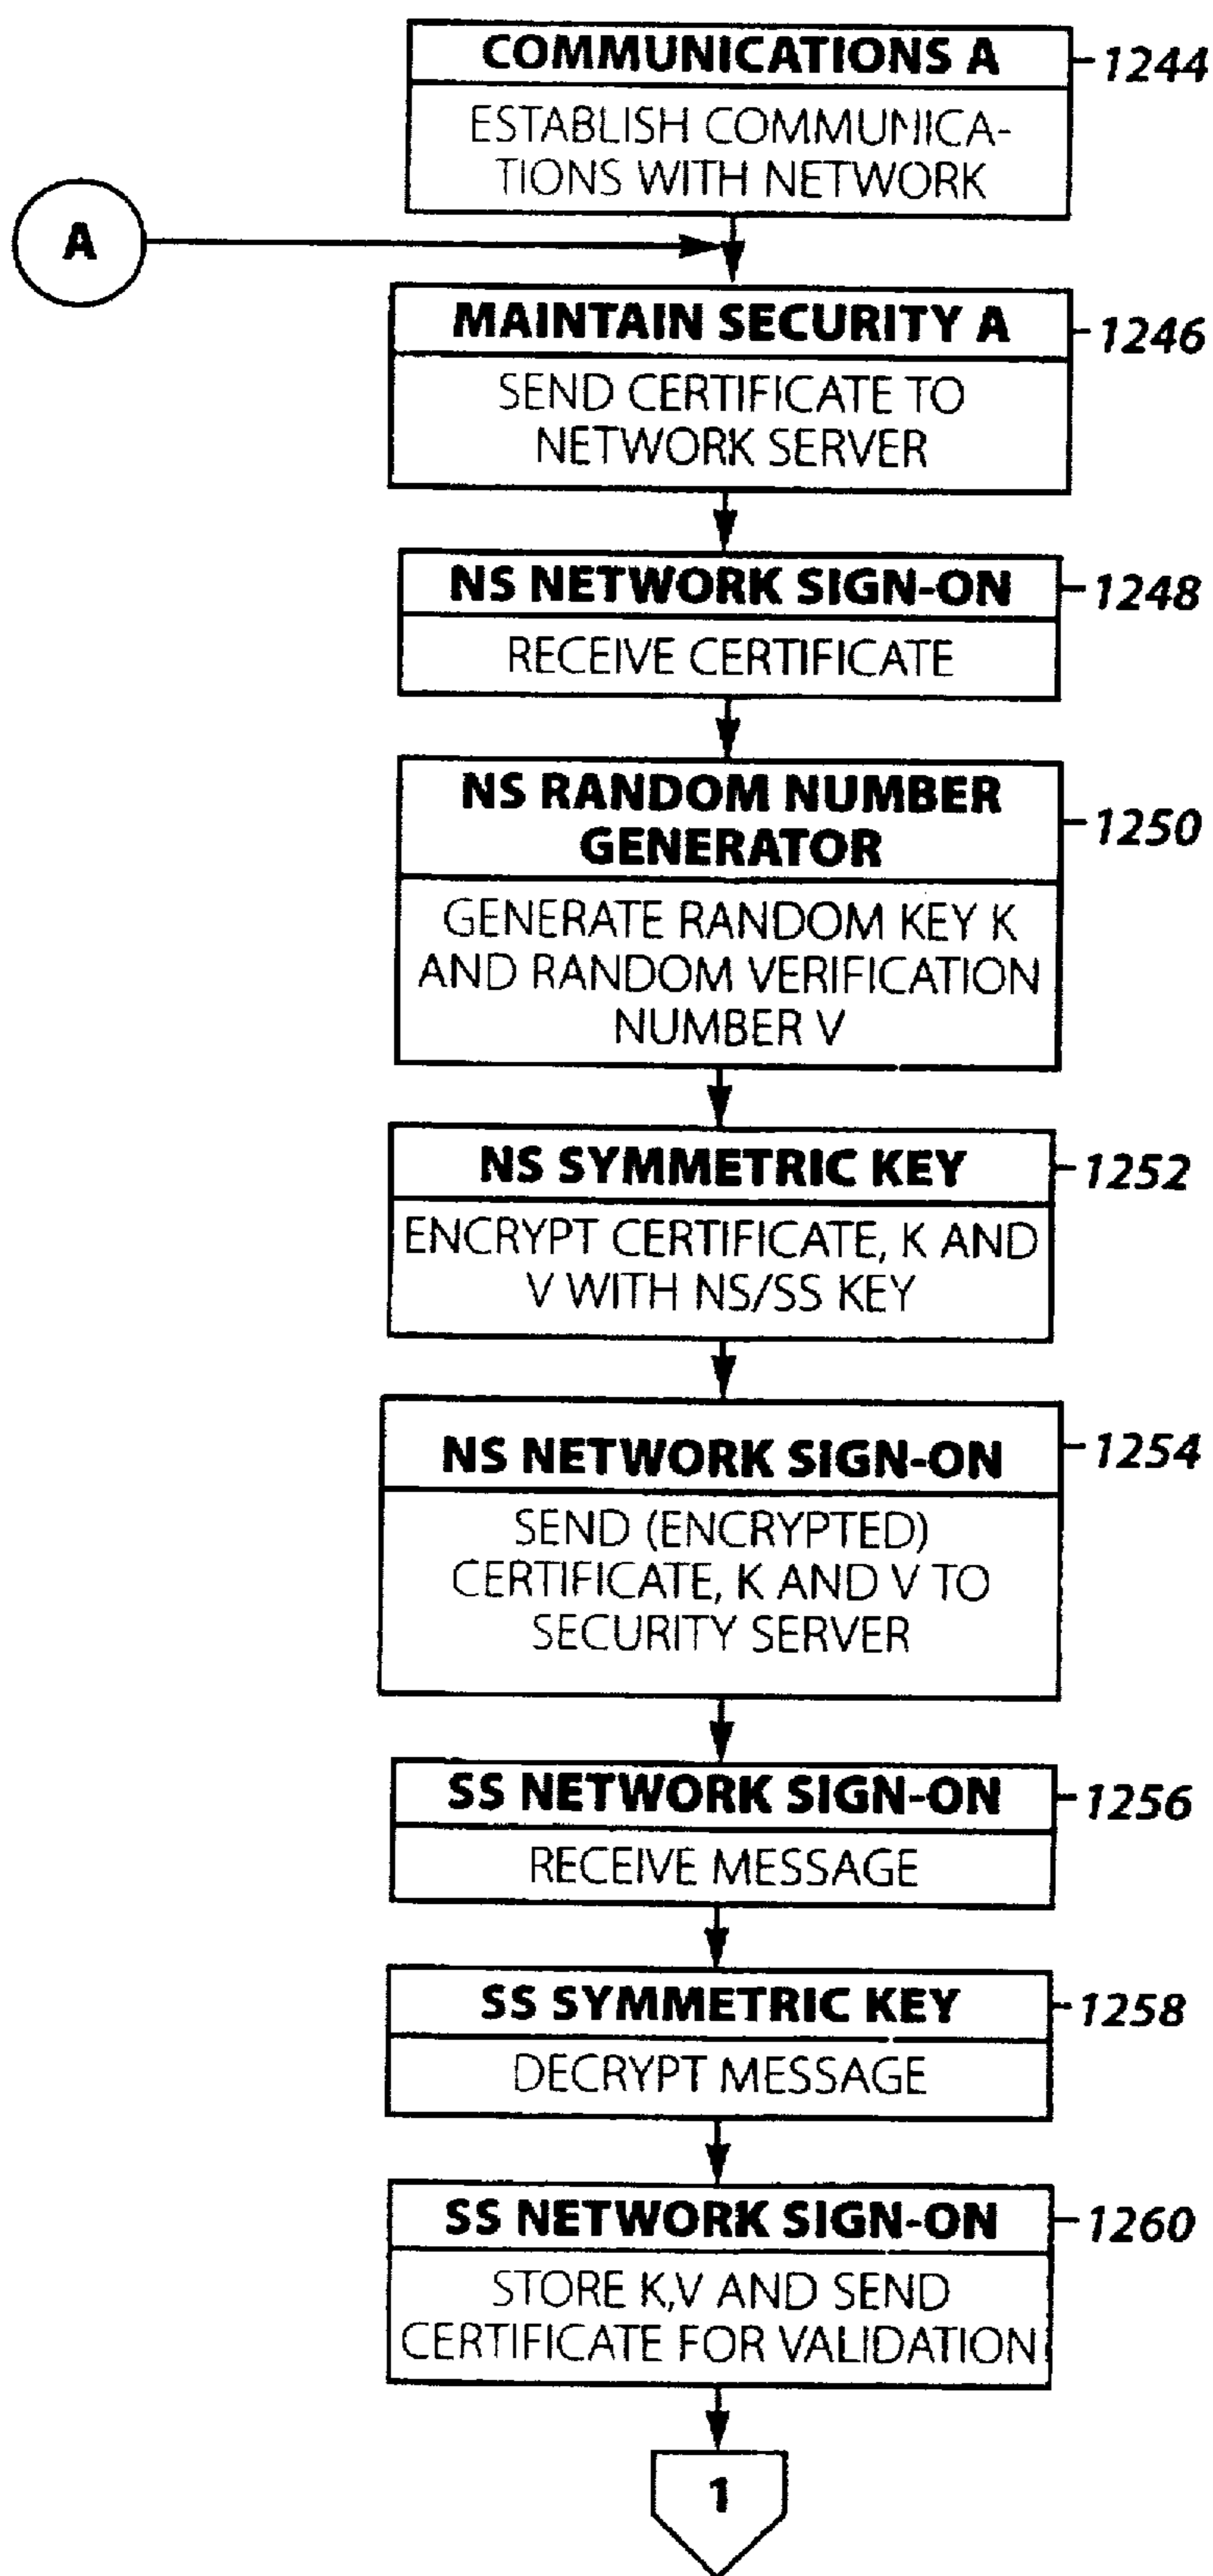 COMMUNICATIONS A
1244
ESTABLISH COMMUNICA-
TIONS WITH NETWORK
A
MAINTAIN SECURITY A
1246
SEND CERTIFICATE TO
NETWORK SERVER
NS NETWORK SIGN-ON
1248
RECEIVE CERTIFICATE
NS RANDOM NUMBER
GENERATOR
1250
GENERATE RANDOM KEY K
AND RANDOM VERIFICATION
NUMBER V
NS SYMMETRIC KEY
1252
ENCRYPT CERTIFICATE, K AND
V WITH NS/SS KEY
NS NETWORK SIGN-ON
1254
SEND (ENCRYPTED)
CERTIFICATE, K AND V TO
SECURITY SERVER
SS NETWORK SIGN-ON
1256
RECEIVE MESSAGE
SS SYMMETRIC KEY
1258
DECRYPT MESSAGE
SS NETWORK SIGN-ON
1260
STORE K,V AND SEND
CERTIFICATE FOR VALIDATION
1